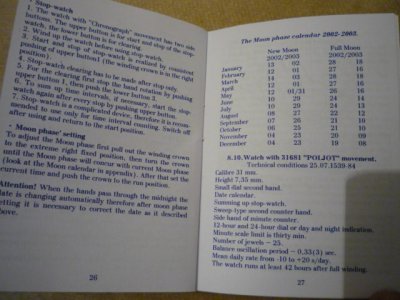 - Stop-watch
1. The watch with "Chronograph" movement has two side
buttons, The upper button is for start and stop of the stop-
watch, the lower button is for clearing.
2. Wind up the watch before using stop-watch.
3. Start and stop of stop-watch is realized by consistent
pushing of upper button 1 (the winding crown is in the right
position).
4. Stop-watch clearing has to be made after stop only.
5. For the clearing first stop the hand rotation by pushing
upper button 1, then push the lower button 2.
6. To sum up time intervals, if necessary, start the stop-
watch again after every stop by pushing upper button.
mended to complicated device, therefore it is recom-
to use only for time interval counting. Switch off
after using and return to the start position.
- Moon phase' setting
To adjust the Moon phase first pull out the winding crown
to the extreme right fixed position, then turn the crown
until the Moon phase will concur with current Moon phase
(look at the Moon calendar in appendix). After that set the
current time and push the crown to the run position.
Attention! When the hands pass through the midnight the
date is changing automatically therefore after moon phase
setting it is necessary to correct the date as it described
above.
26
The Moon phase calendar 2002-2003.
New Moon Full Moon
2002/2003 2002/2003
January 13 02 28 18
February 12 01 27 16
March 14 03 28 18
April 12 01 27 16
May 12 01/31 26 16
June 10 29 24 14
July 10 29 24 13
August 08 27 22 12
September 07 26 21 10
October 06 25 21 10
November 04 23 20 09
December 04 23 19 08
8.10. Watch with 31681 "POLJOT" movement.
Technical conditions 25.07.1539-84
Calibre 31 mm.
Height 7,35 mm.
Small-dial second hand.
Date calendar.
Summing up stop-watch.
Sweep-type second counter hand.
Side hand of minute counter.
12-hour and 24-hour dial or day and night indication.
Minute scale limit is thirty min.
Number of jewels – 25.
Balance oscillation period – 0,33(3) sec.
Mean daily rate from -10 to +20 s/day.
The watch runs at least 42 hours after full winding.
27